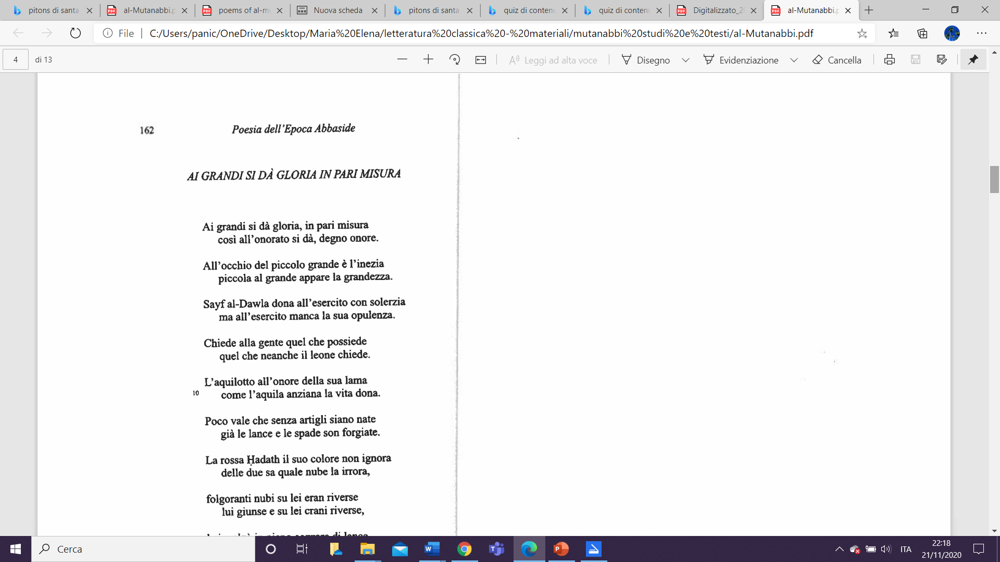 pitons di santa
al-Mutanabbi.p
poems of al-mu
Nuova scheda
pitons di santa
quiz di contenu
quiz di contenu
Digitalizzato_20
al-Mutanabbi.p
File
C:/Users/panic/OneDrive/Desktop/Maria%20Elena/letteratura%20classica%20-%20materiali/mutanabbi%20studi%20e%20testi/al-Mutanabbi.pdf
4 di 13
Leggi ad alta voce
Disegno
Evidenziazione
Cancella
162
Poesia dell'Epoca Abbaside
AI GRANDI SI DÀ GLORIA IN PARI MISURA
Ai grandi si dà gloria, in pari misura
così all'onorato si dà, degno onore.
All'occhio del piccolo grande è l'inezia
piccola al grande appare la grandezza.
Sayf al-Dawla dona all'esercito con solerzia
ma all'esercito manca la sua opulenza.
Chiede alla gente quel che possiede
quel che neanche il leone chiede.
L'aquilotto all'onore della sua lama
10 come l'aquila anziana la vita dona.
Poco vale che senza artigli siano nate
già le lance e le spade son forgiate.
La rossa Ḥadath il suo colore non ignora
delle due sa quale nube la irrora,
folgoranti nubi su lei eran riverse
lui giunse e su lei crani riverse,
di lance
Cerca
ITA
22:18
21/11/2020